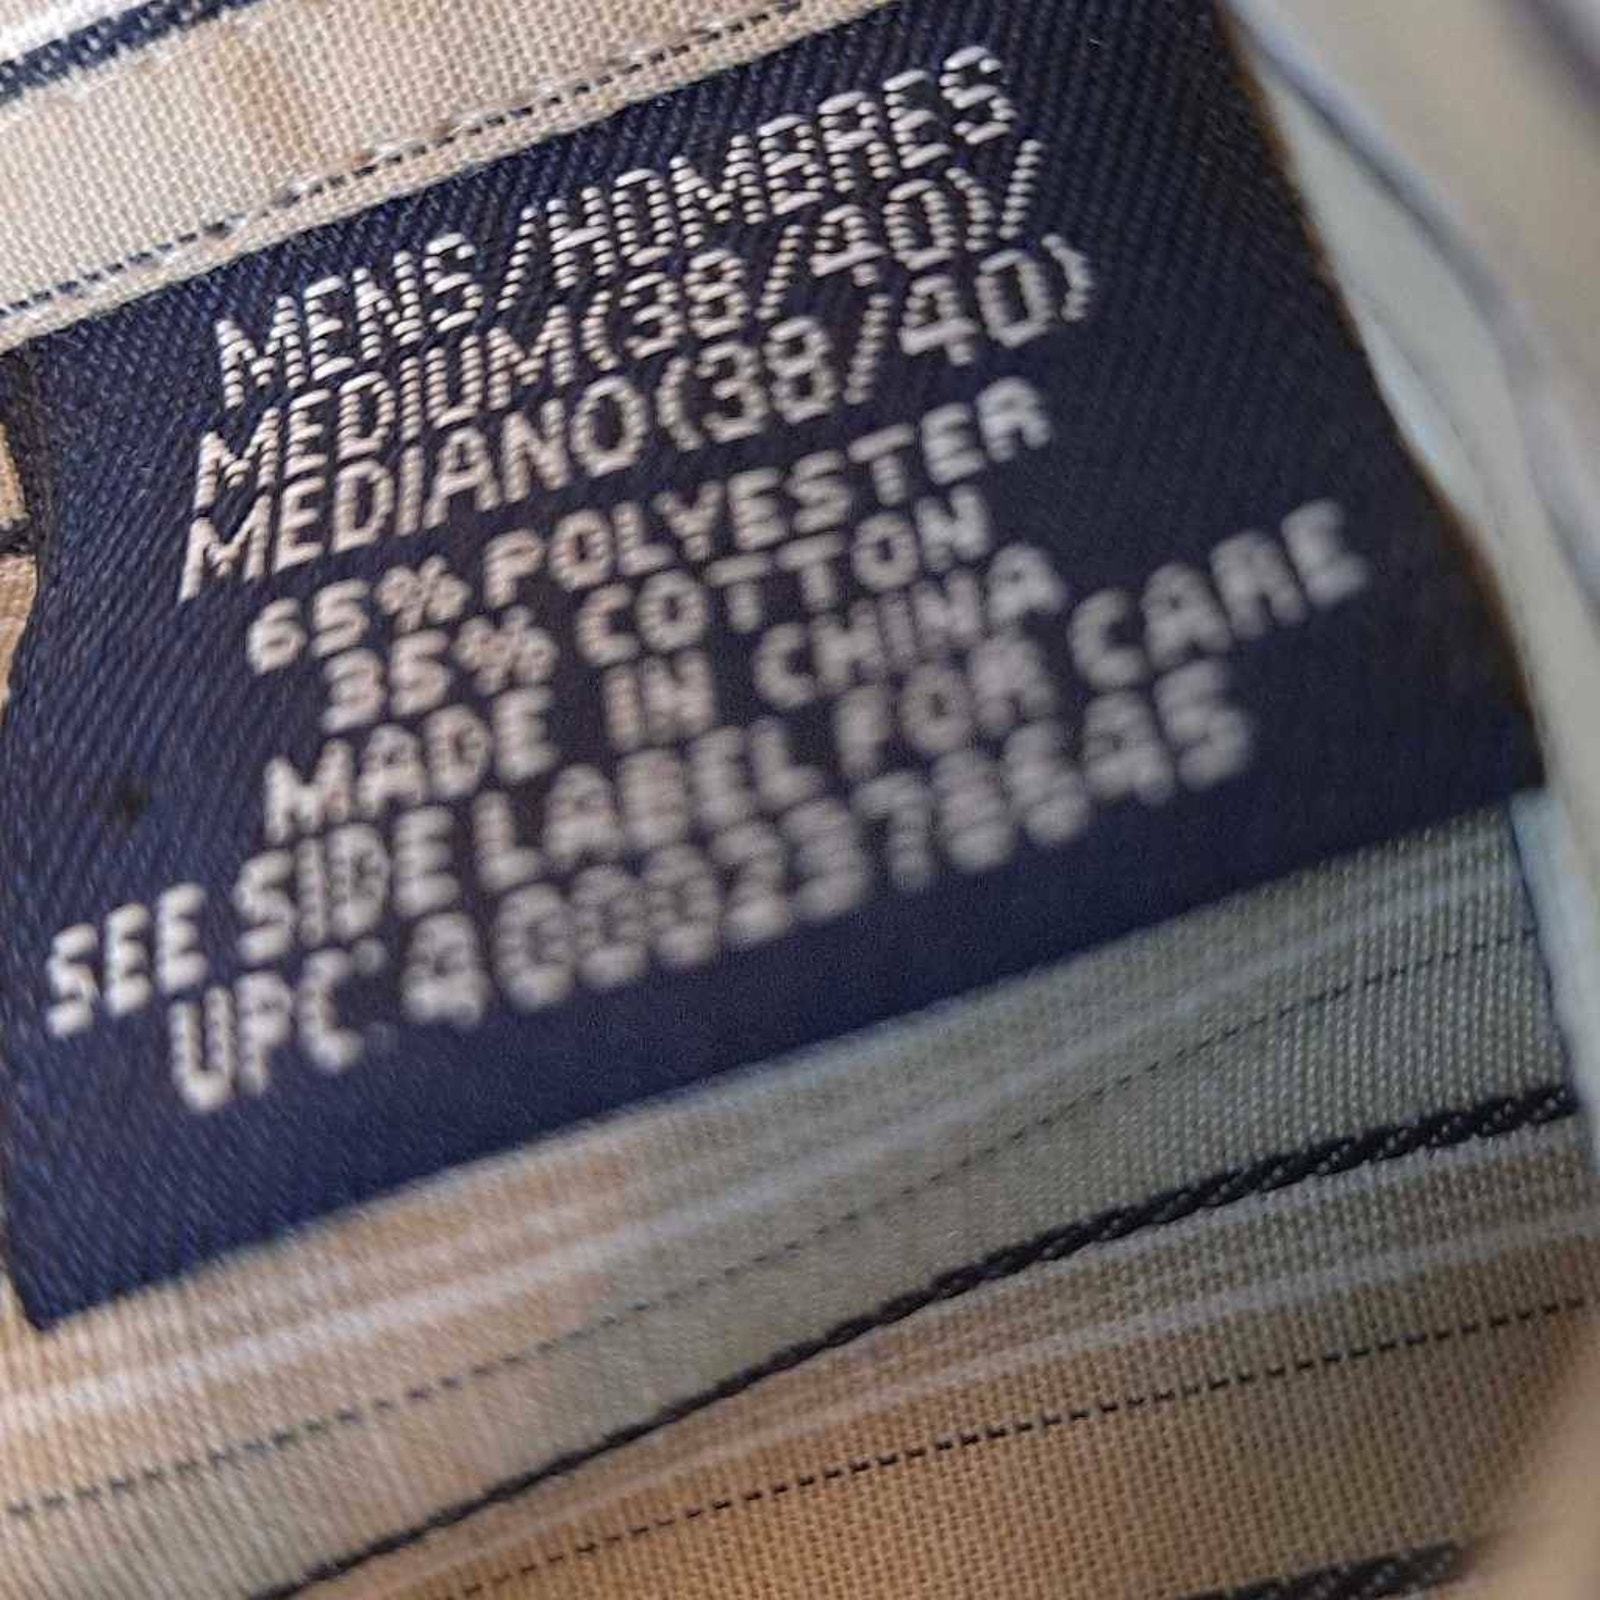 MENS/HOMBRES
MEDIUM(38/40)/
MEDIANO(38/40)
65% POLYESTER
35% COTTON
MADE IN CHINA
SEE SIDE LABEL FOR CARE
UPC